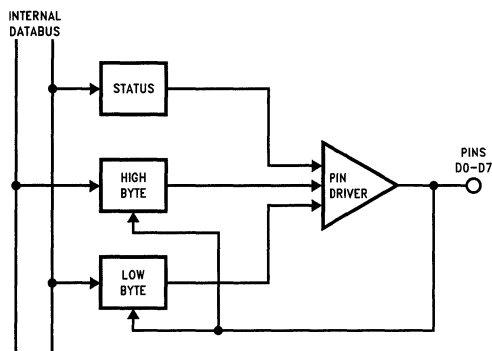 INTERNAL
DATABUS
STATUS
HIGH
BYTE
PIN
DRIVER
PINS
D0-D7
LOW
BYTE